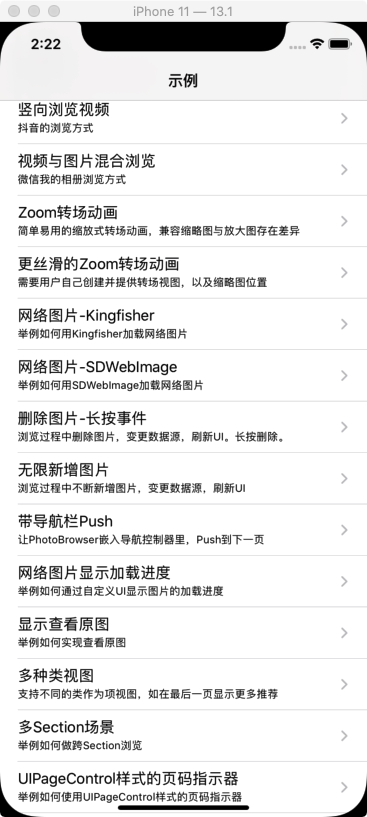 iPhone 11 — 13.1
2:22
示例
竖向浏览视频
抖音的浏览方式
视频与图片混合浏览
微信我的相册浏览方式
Zoom转场动画
简单易用的缩放式转场动画，兼容缩略图与放大图存在差异
更丝滑的Zoom转场动画
需要用户自己创建并提供转场视图，以及缩略图位置
网络图片-Kingfisher
举例如何用Kingfisher加载网络图片
网络图片-SDWebImage
举例如何用SDWebImage加载网络图片
删除图片-长按事件
浏览过程中删除图片，变更数据源，刷新UI。长按删除。
无限新增图片
浏览过程中不断新增图片，变更数据源，刷新UI
带导航栏Push
让PhotoBrowser嵌入导航控制器里，Push到下一页
网络图片显示加载进度
举例如何通过自定义UI显示图片的加载进度
显示查看原图
举例如何实现查看原图
多种类视图
支持不同的类作为项视图，如在最后一页显示更多推荐
多Section场景
举例如何做跨Section浏览
UIPageControl样式的页码指示器
举例如何使用UIPageControl样式的页码指示器